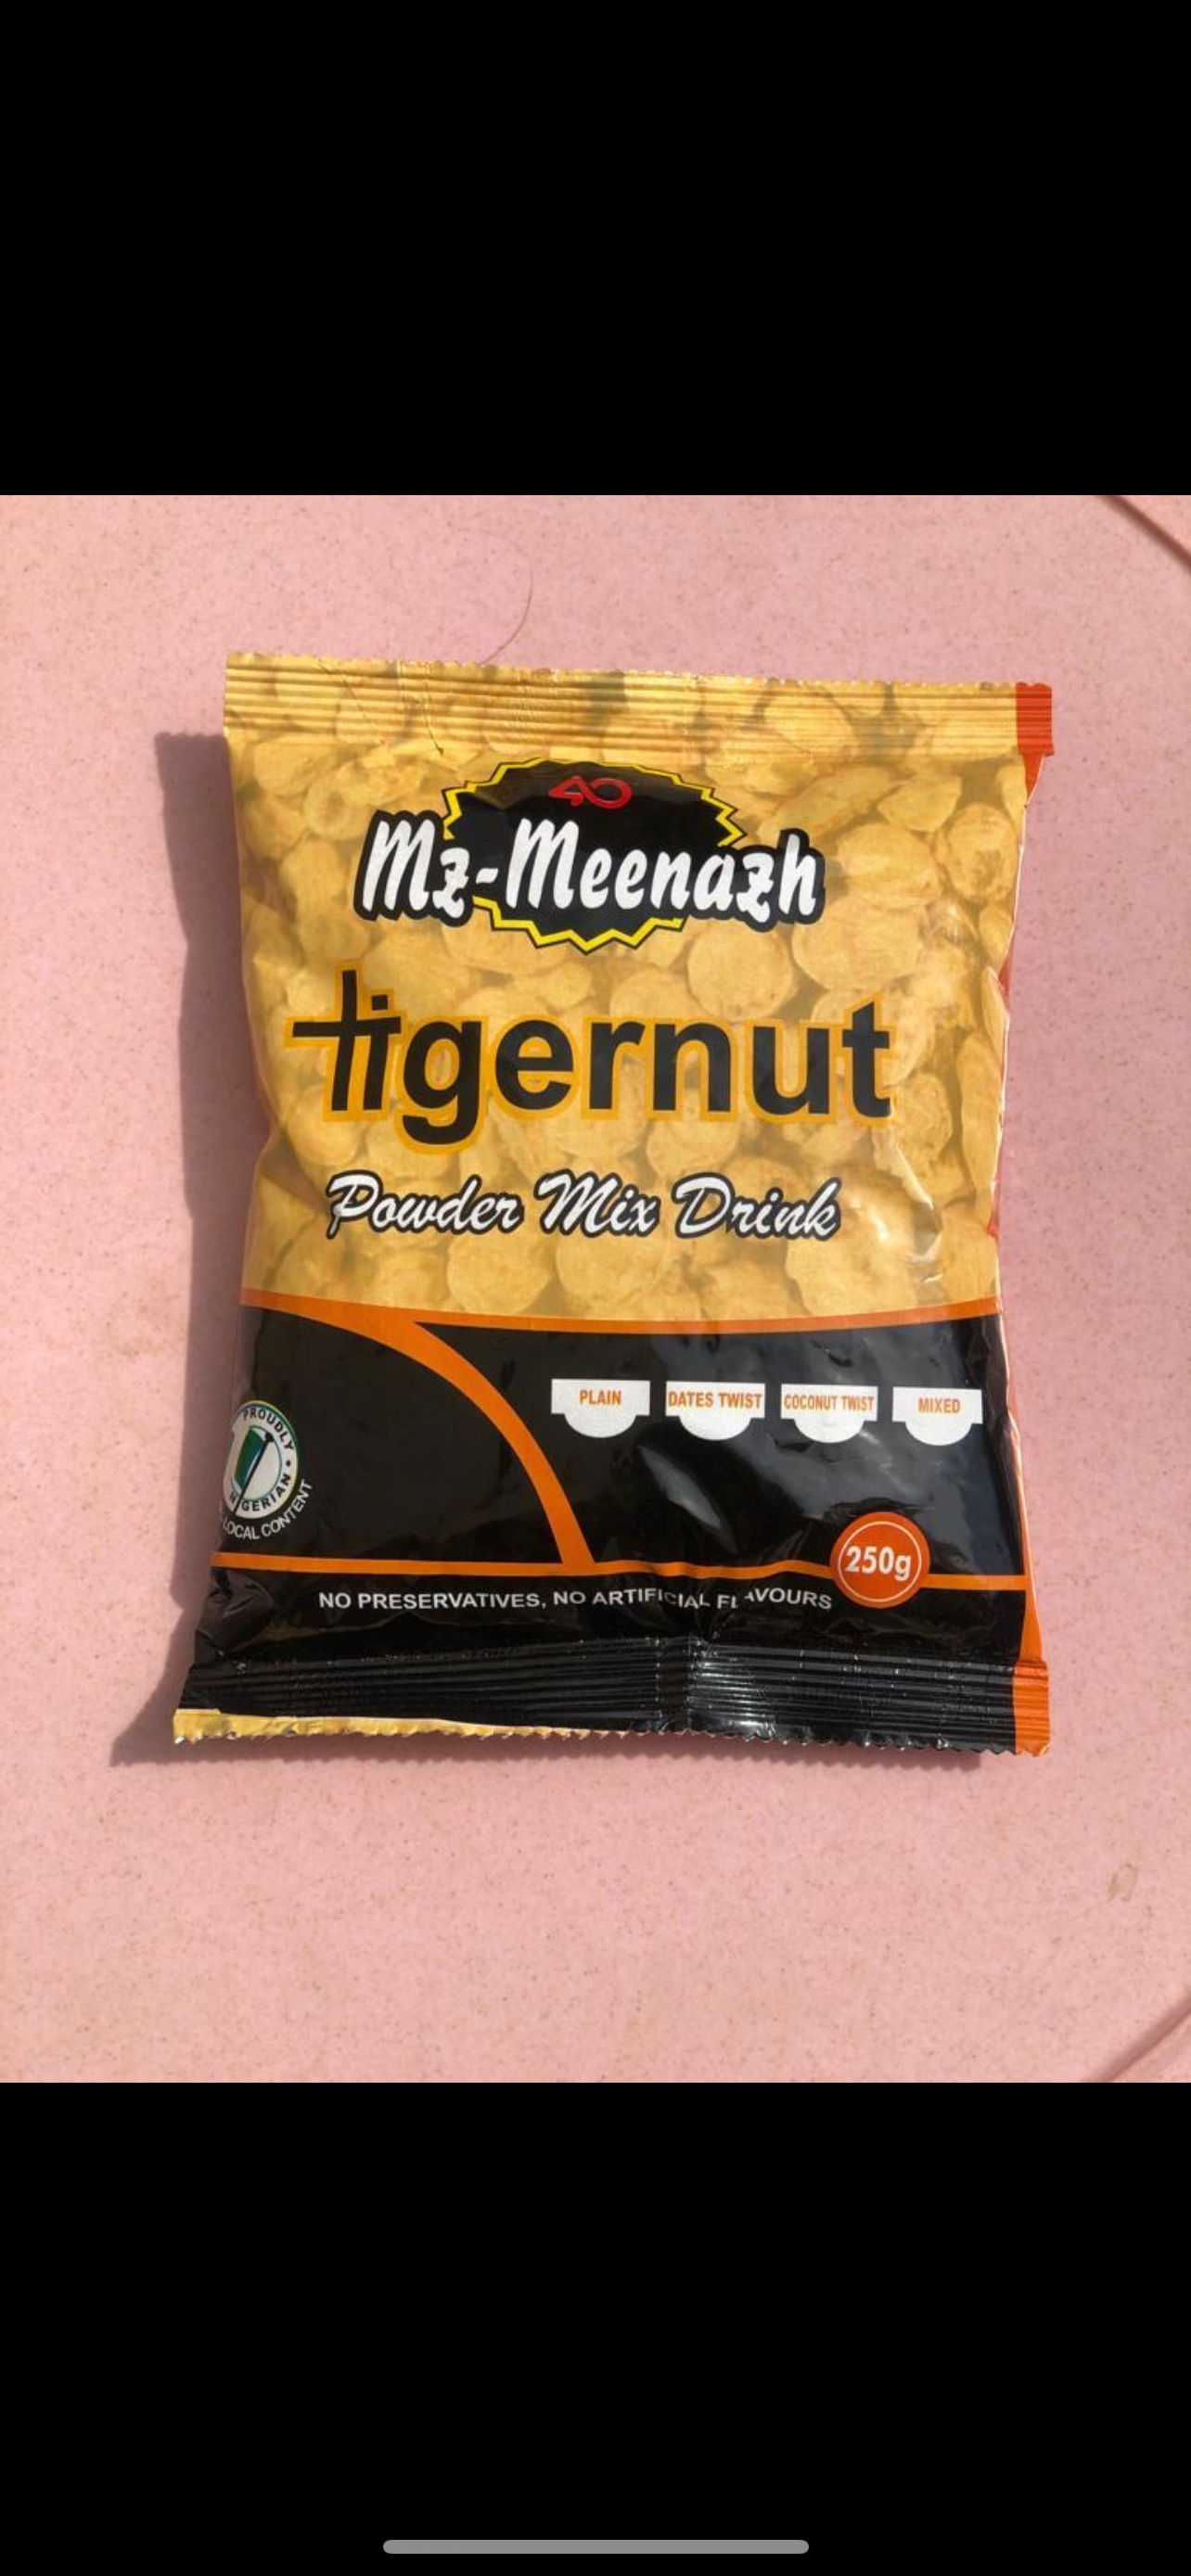 Mz-Meenazh
tigernut
Powder Mix Drink
PLAIN
DATES TWIST
COCONUT TWIST
MIXED
PROUDLY
NIGERIAN
LOCAL CONTENT
250g
NO PRESERVATIVES, NO ARTIFICIAL FLAVOURS